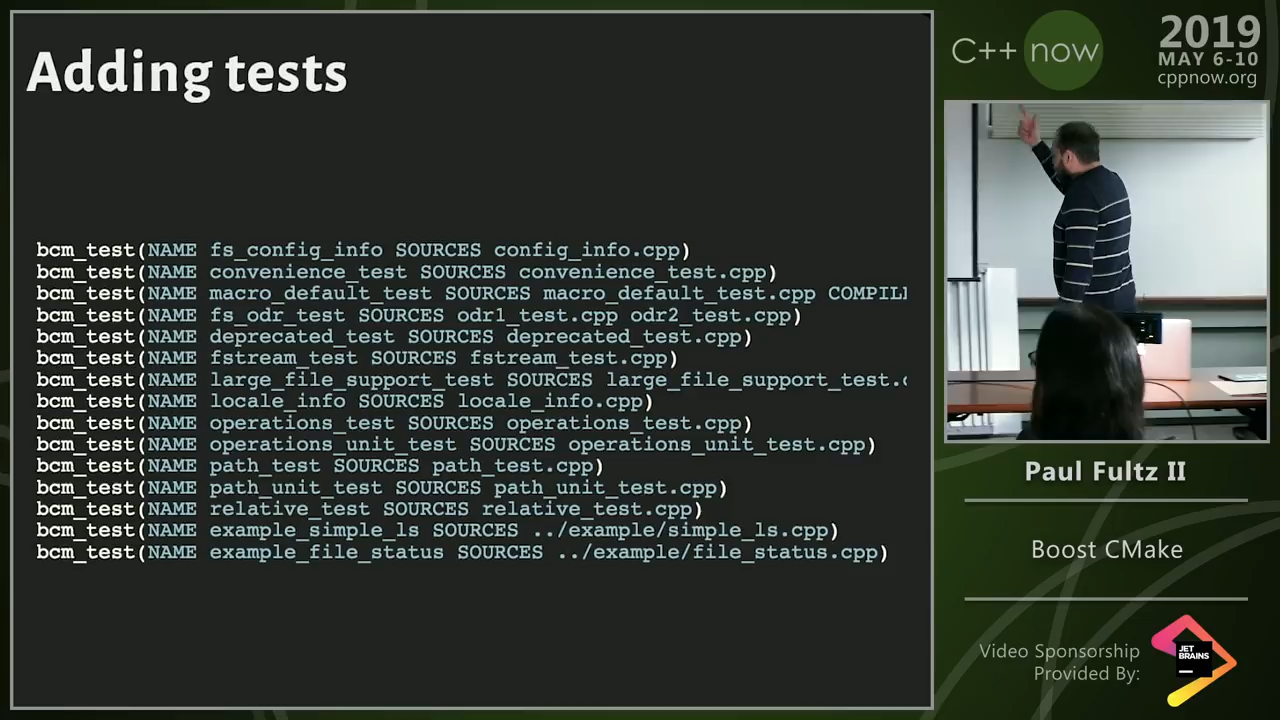 Adding tests
bcm_test(NAME fs_config_info SOURCES config_info.cpp)
bcm_test(NAME convenience_test SOURCES convenience_test.cpp)
bcm_test(NAME macro_default_test SOURCES macro_default_test.cpp COMPIL
bcm_test(NAME fs_odr_test SOURCES odr1_test.cpp odr2_test.cpp)
bcm_test(NAME deprecated_test SOURCES deprecated_test.cpp)
bcm_test(NAME fstream_test SOURCES fstream_test.cpp)
bcm_test(NAME large_file_support_test SOURCES large_file_support_test.c
bcm_test(NAME locale_info SOURCES locale_info.cpp)
bcm_test(NAME operations_test SOURCES operations_test.cpp)
bcm_test(NAME operations_unit_test SOURCES operations_unit_test.cpp)
bcm_test(NAME path_test SOURCES path_test.cpp)
bcm_test(NAME path_unit_test SOURCES path_unit_test.cpp)
bcm_test(NAME relative_test SOURCES relative_test.cpp)
bcm_test(NAME example_simple_ls SOURCES ../example/simple_ls.cpp)
bcm_test(NAME example_file_status SOURCES ../example/file_status.cpp)
C++ now
2019
MAY 6-10
cppnow.org
Paul Fultz II
Boost CMake
Video Sponsorship
Provided By:
JET
BRAINS